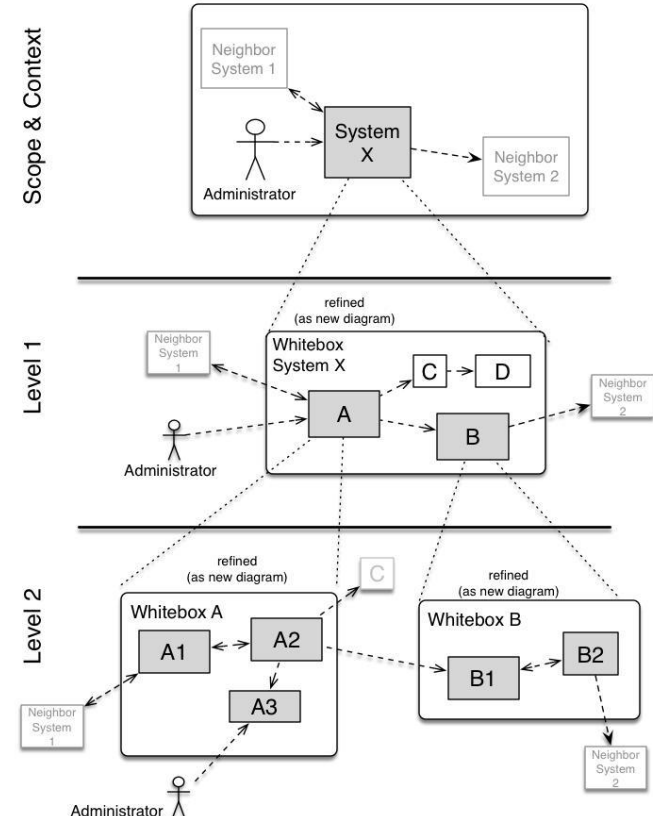 Scope & Context
Neighbor
System 1
System
X
Neighbor
System 2
Administrator
Level 1
refined
(as new diagram)
Neighbor
System
1
Whitebox
System X
C
D
A
B
Neighbor
System
2
Administrator
Level 2
refined
(as new diagram)
C
refined
(as new diagram)
Whitebox A
A1
A2
A3
Whitebox B
B1
B2
Neighbor
System
1
Neighbor
System
2
Administrator